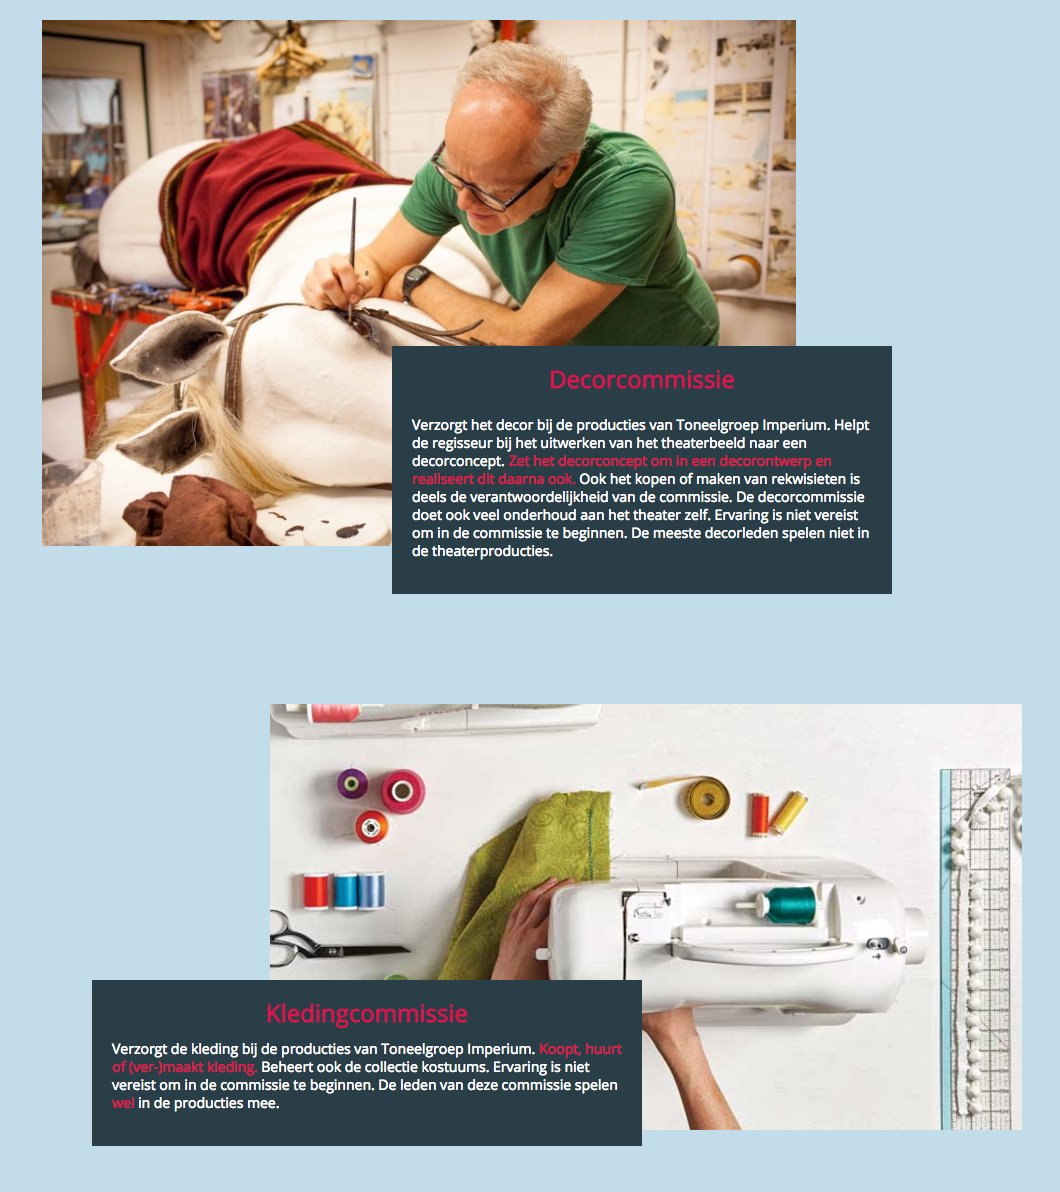 Decorcommissie
Verzorgt het decor bij de producties van Toneelgroep Imperium. Helpt
de regisseur bij het uitwerken van het theaterbeeld naar een
decorconcept. Zet het decorconcept om in een decorontwerp en
realiseert dit daarna ook. Ook het kopen of maken van rekwisieten is
deels de verantwoordelijkheid van de commissie. De decorcommissie
doet ook veel onderhoud aan het theater zelf. Ervaring is niet vereist
om in de commissie te beginnen. De meeste decorleden spelen niet in
de theaterproducties.
Kledingcommissie
Verzorgt de kleding bij de producties van Toneelgroep Imperium. Koopt, huurt
of (ver-)maakt kleding. Beheert ook de collectie kostuums. Ervaring is niet
vereist om in de commissie te beginnen. De leden van deze commissie spelen
wel in de producties mee.